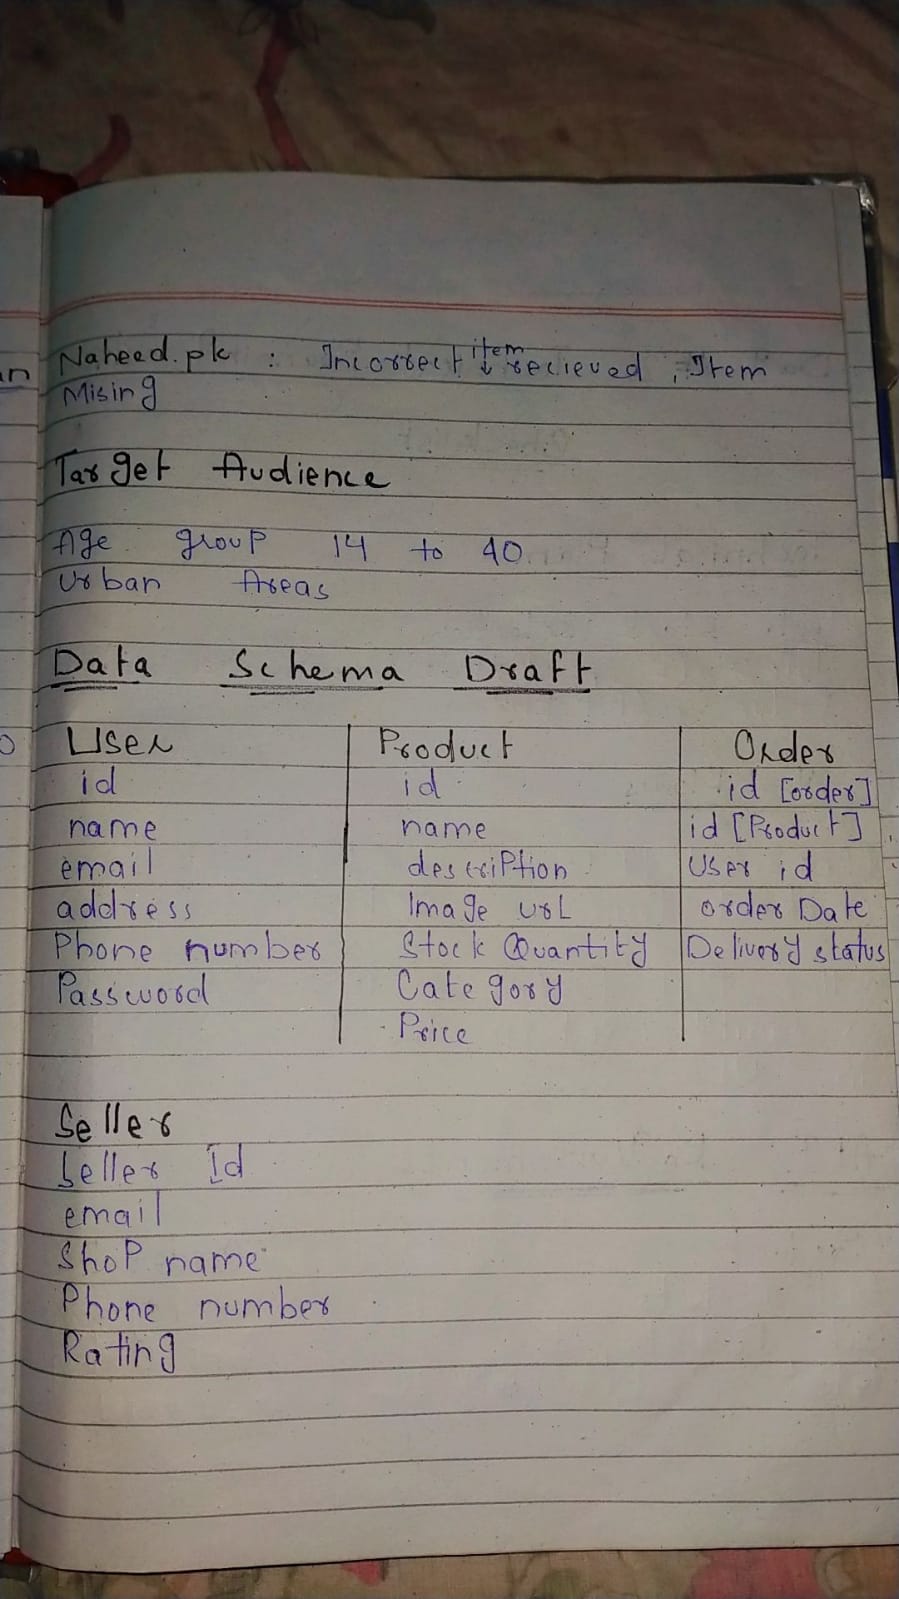 an
Naheed.pk : Incorrect item recieved, Item
Mising
Target Audience
Age group 14 to 40
Urban Areas
Data Schema Draft
User | Product | Order
id | id | id [order]
name | name | id [Product]
email | description | User id
address | Image url | order Date
Phone number | Stock Quantity | Delivery status
Password | Category
Price
Seller
Seller Id
email
Shop name
Phone number
Rating